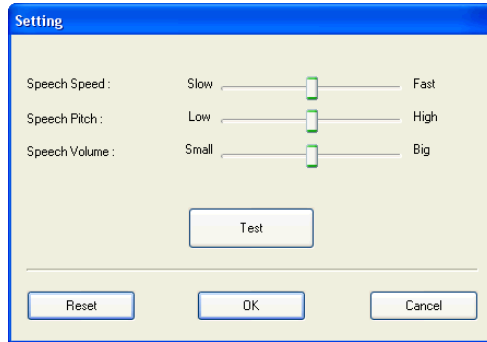 Setting
Speech Speed : Slow Fast
Speech Pitch : Low High
Speech Volume : Small Big
Test
Reset OK Cancel